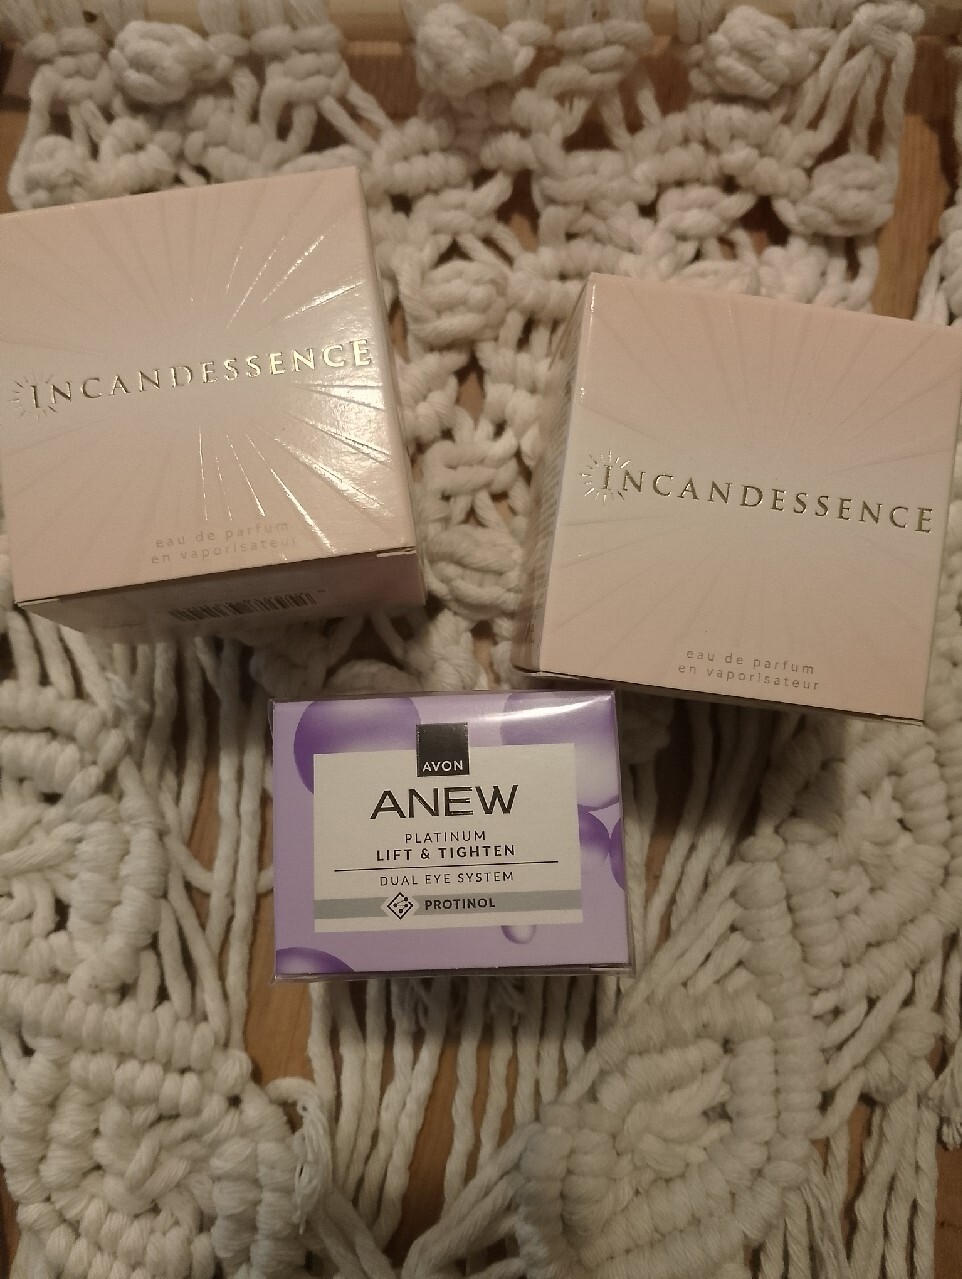 INCANDESSENCE
eau de parfum
en vaporisateur
INCANDESSENCE
eau de parfum
en vaporisateur
AVON
ANEW
PLATINUM
LIFT & TIGHTEN
DUAL EYE SYSTEM
PROTINOL